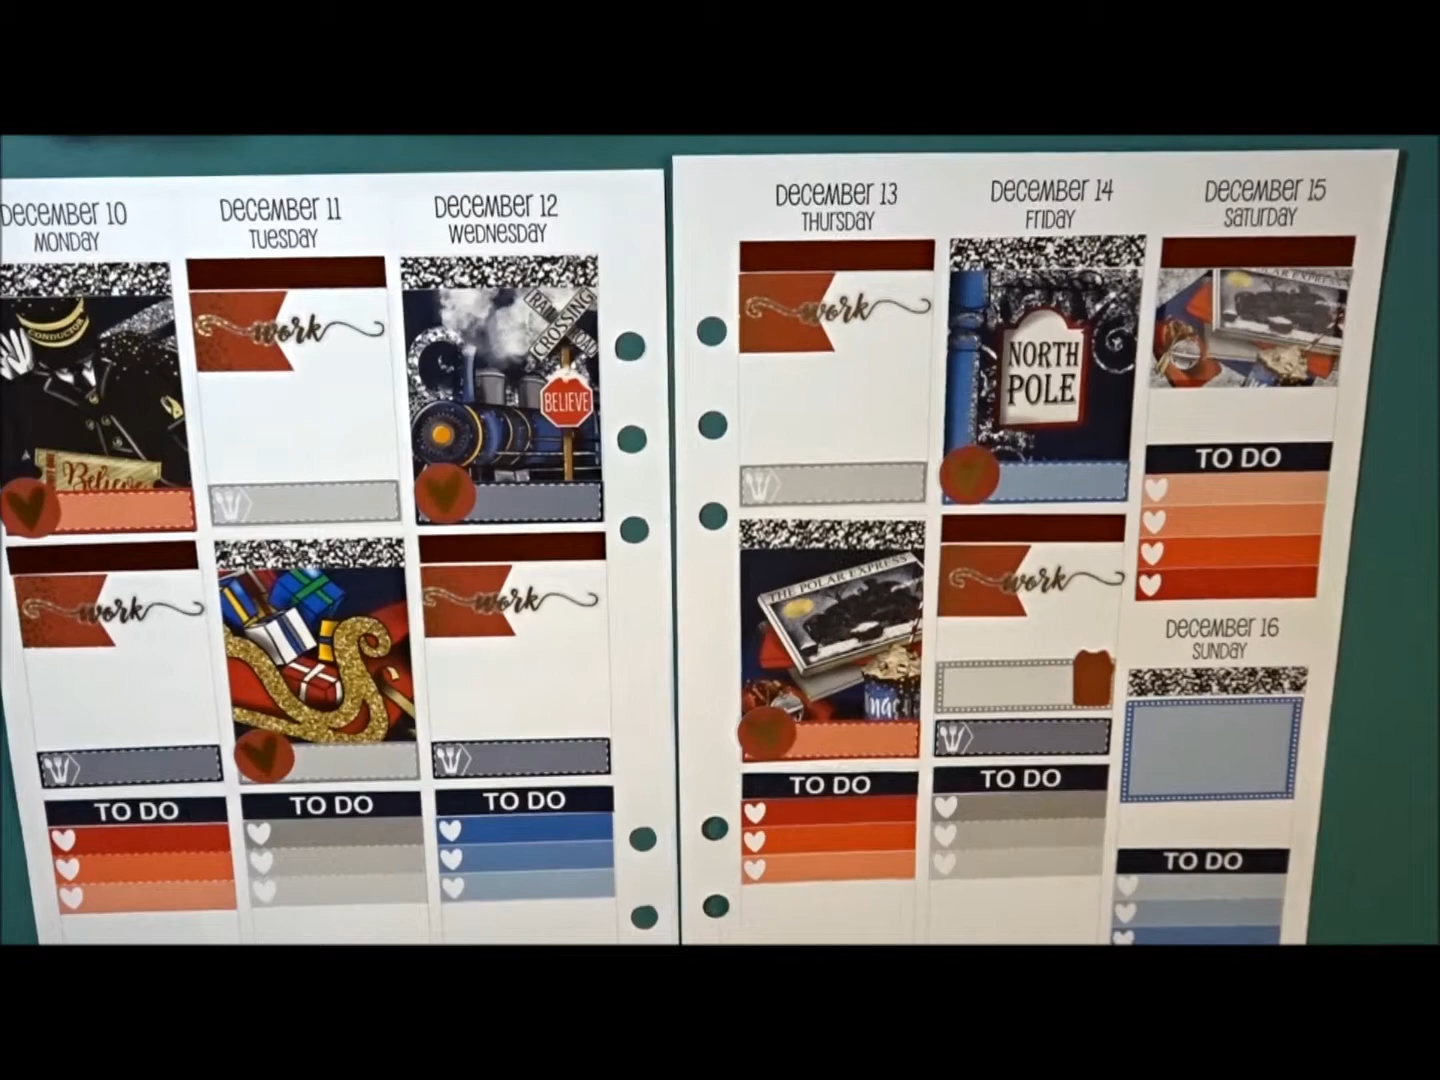 DECEMBER 10
MONDAY
CONDUCTOR
Believe
work
TO DO
DECEMBER 11
TUESDAY
work
TO DO
DECEMBER 12
WEDNESDAY
RAIL
CROSSING
BELIEVE
work
TO DO
DECEMBER 13
THURSDAY
work
THE POLAR EXPRESS
TO DO
DECEMBER 14
FRIDAY
NORTH
POLE
work
TO DO
DECEMBER 15
SATURDAY
POLAR EXPRESS
TO DO
DECEMBER 16
SUNDAY
TO DO